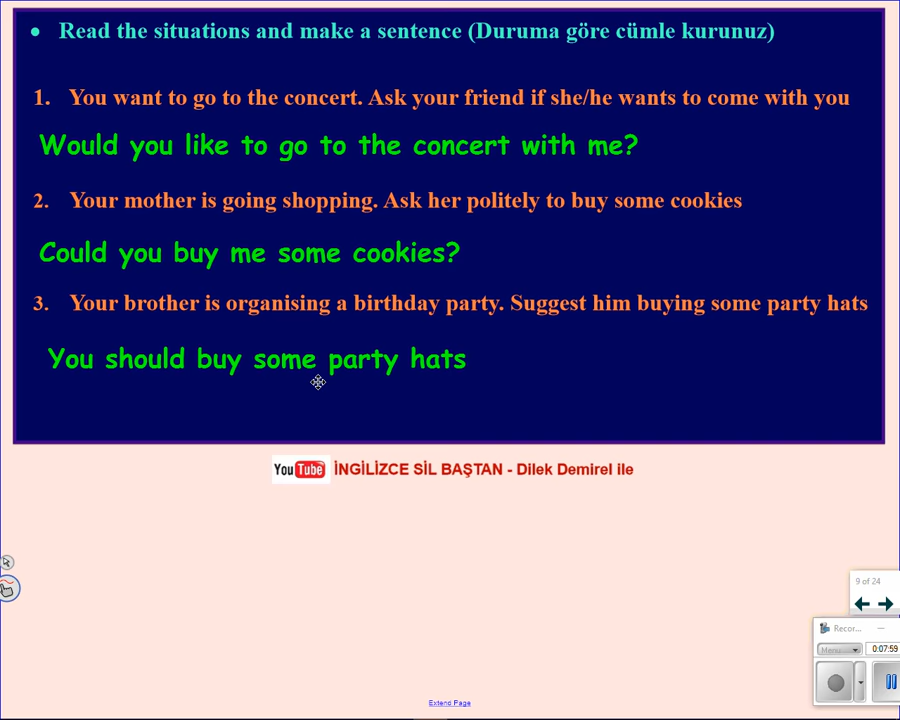 • Read the situations and make a sentence (Duruma göre cümle kurunuz)
1. You want to go to the concert. Ask your friend if she/he wants to come with you
Would you like to go to the concert with me?
2. Your mother is going shopping. Ask her politely to buy some cookies
Could you buy me some cookies?
3. Your brother is organising a birthday party. Suggest him buying some party hats
You should buy some party hats
YouTube İNGİLİZCE SİL BAŞTAN - Dilek Demirel ile
9 of 24
Recor...
Menu
0:07:59
Extend Page